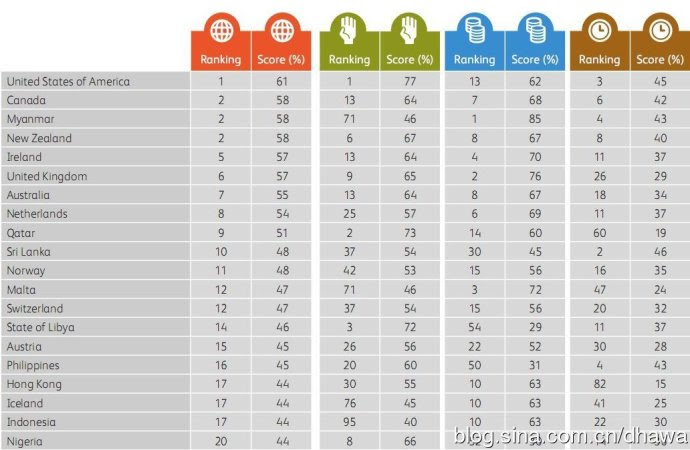 Ranking Score (%) Ranking Score (%) Ranking Score (%) Ranking Score (%)
United States of America 1 61 1 77 13 62 3 45
Canada 2 58 13 64 7 68 6 42
Myanmar 2 58 71 46 1 85 4 43
New Zealand 2 58 6 67 8 67 8 40
Ireland 5 57 13 64 4 70 11 37
United Kingdom 6 57 9 65 2 76 26 29
Australia 7 55 13 64 8 67 18 34
Netherlands 8 54 25 57 6 69 11 37
Qatar 9 51 2 73 14 60 60 19
Sri Lanka 10 48 37 54 30 45 2 46
Norway 11 48 42 53 15 56 16 35
Malta 12 47 71 46 3 72 47 24
Switzerland 12 47 37 54 15 56 20 32
State of Libya 14 46 3 72 54 29 11 37
Austria 15 45 26 56 22 52 30 28
Philippines 16 45 20 60 50 31 4 43
Hong Kong 17 44 30 55 10 63 82 15
Iceland 17 44 76 45 10 63 41 25
Indonesia 17 44 95 40 10 63 22 30
Nigeria 20 44 8 66
blog.sina.com.cn/dhawa